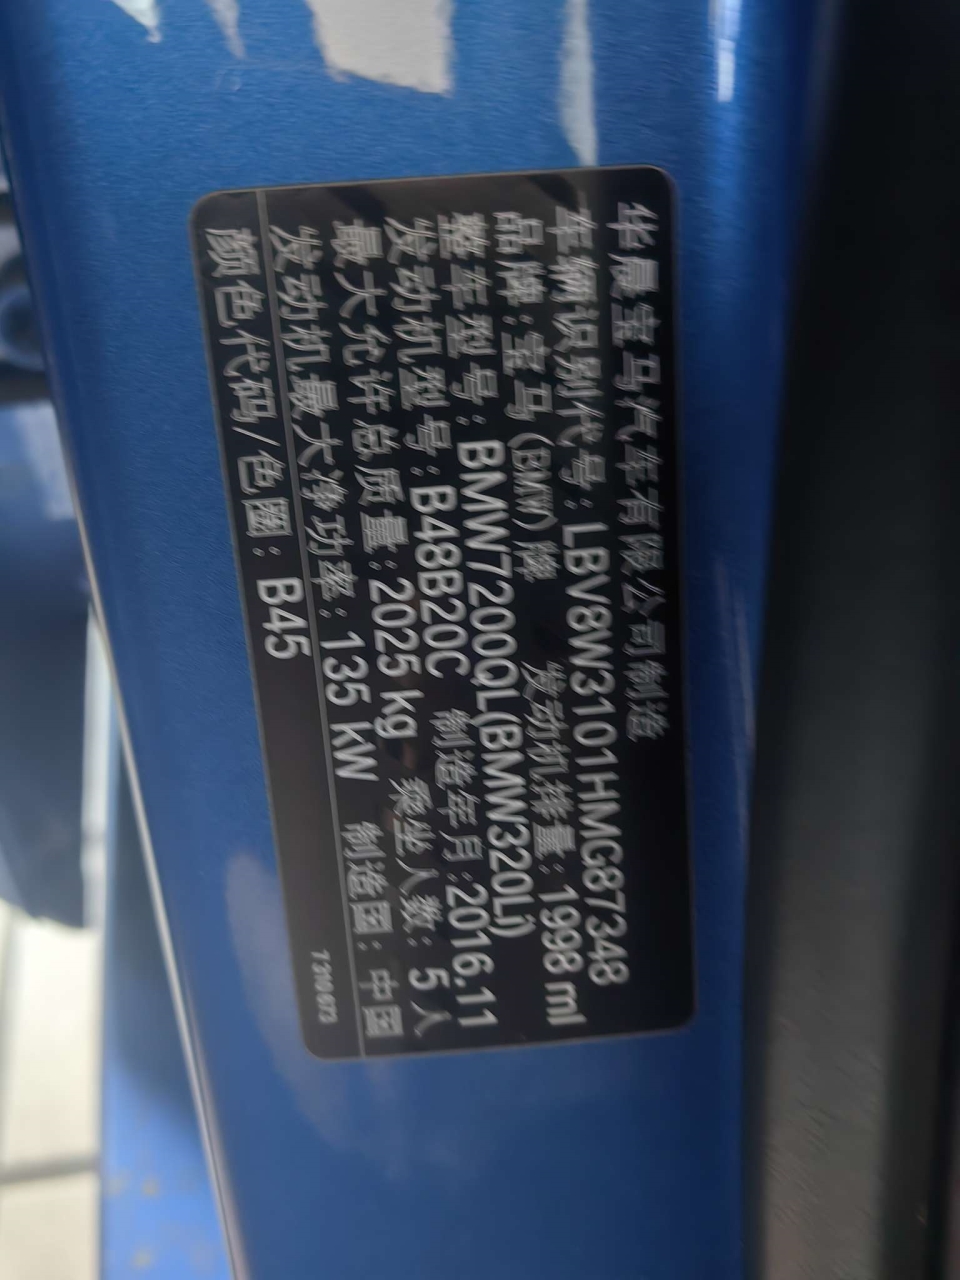 华晨宝马汽车有限公司制造
车辆识别代号:LBV8W3101HMG87348
品牌:宝马(BMW)牌 发动机排量:1998 ml
整车型号:BMW7200QL(BMW320Li)
发动机型号:B48B20C 制造年月:2016.11
最大允许总质量:2025 kg 乘坐人数:5人
发动机最大净功率:135 kW
制造国:中国
颜色代码/色圈:B45
7 210 673